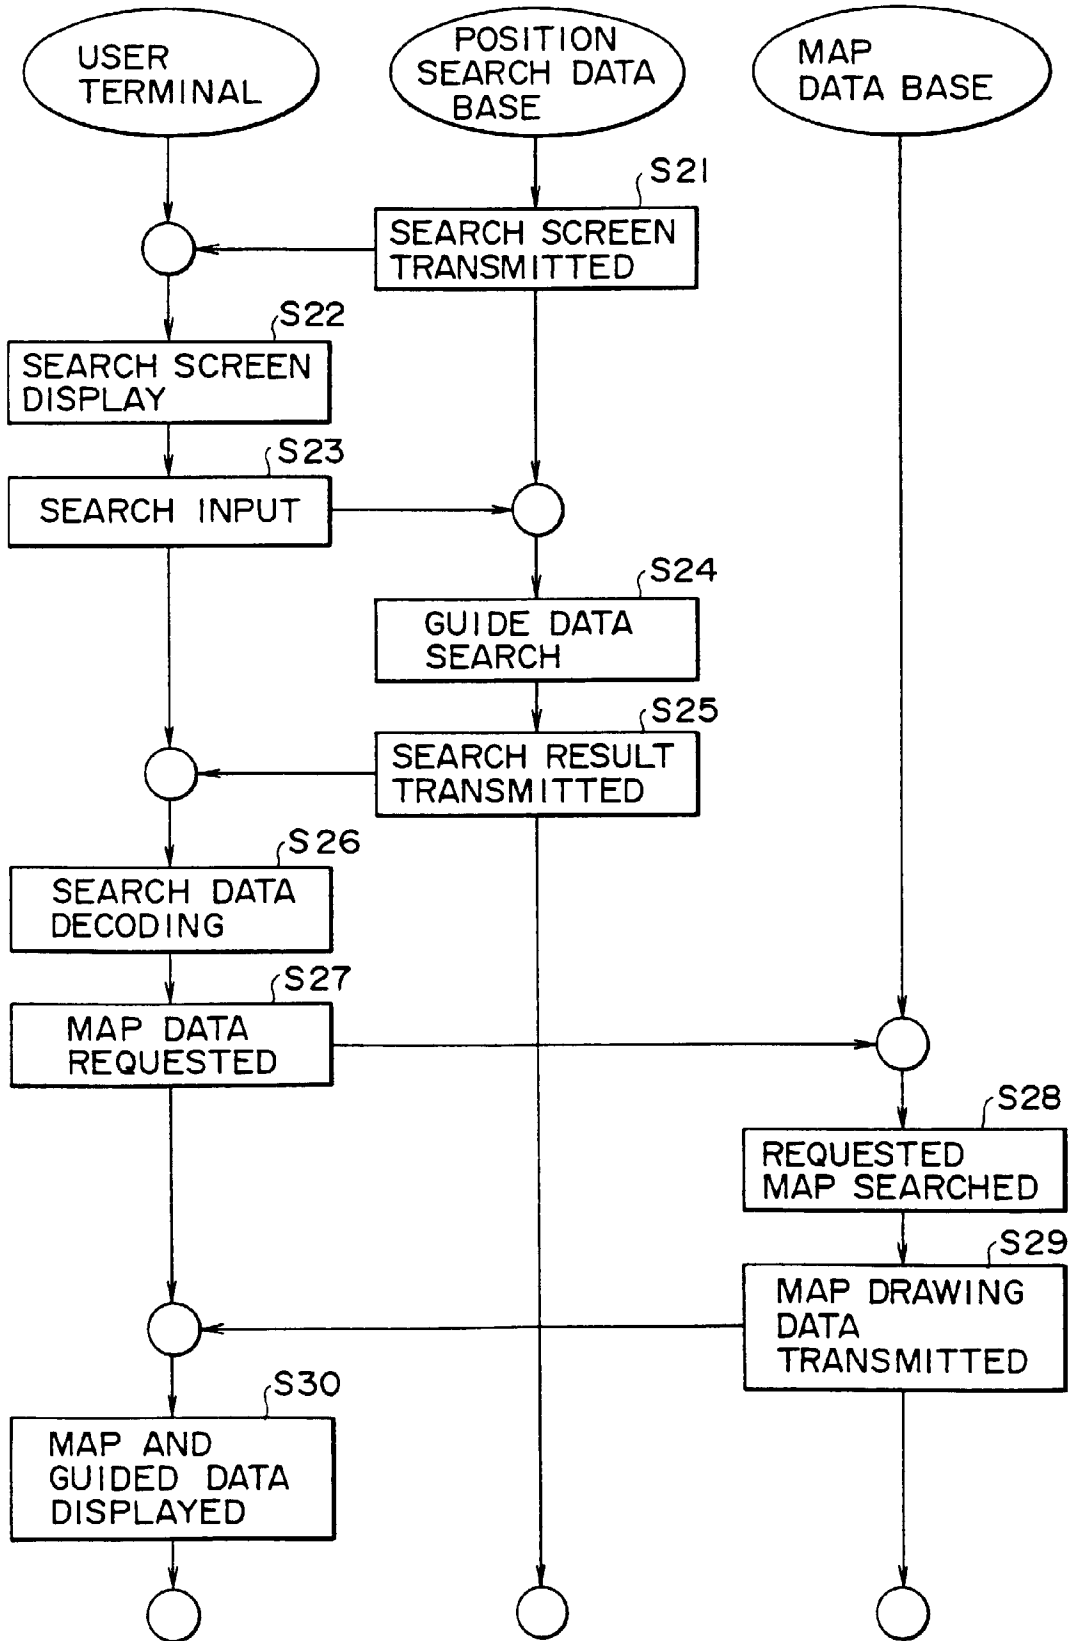 USER
TERMINAL
POSITION
SEARCH DATA
BASE
MAP
DATA BASE
S21
SEARCH SCREEN
TRANSMITTED
S22
SEARCH SCREEN
DISPLAY
S23
SEARCH INPUT
S24
GUIDE DATA
SEARCH
S25
SEARCH RESULT
TRANSMITTED
S26
SEARCH DATA
DECODING
S27
MAP DATA
REQUESTED
S28
REQUESTED
MAP SEARCHED
S29
MAP DRAWING
DATA
TRANSMITTED
S30
MAP AND
GUIDED DATA
DISPLAYED